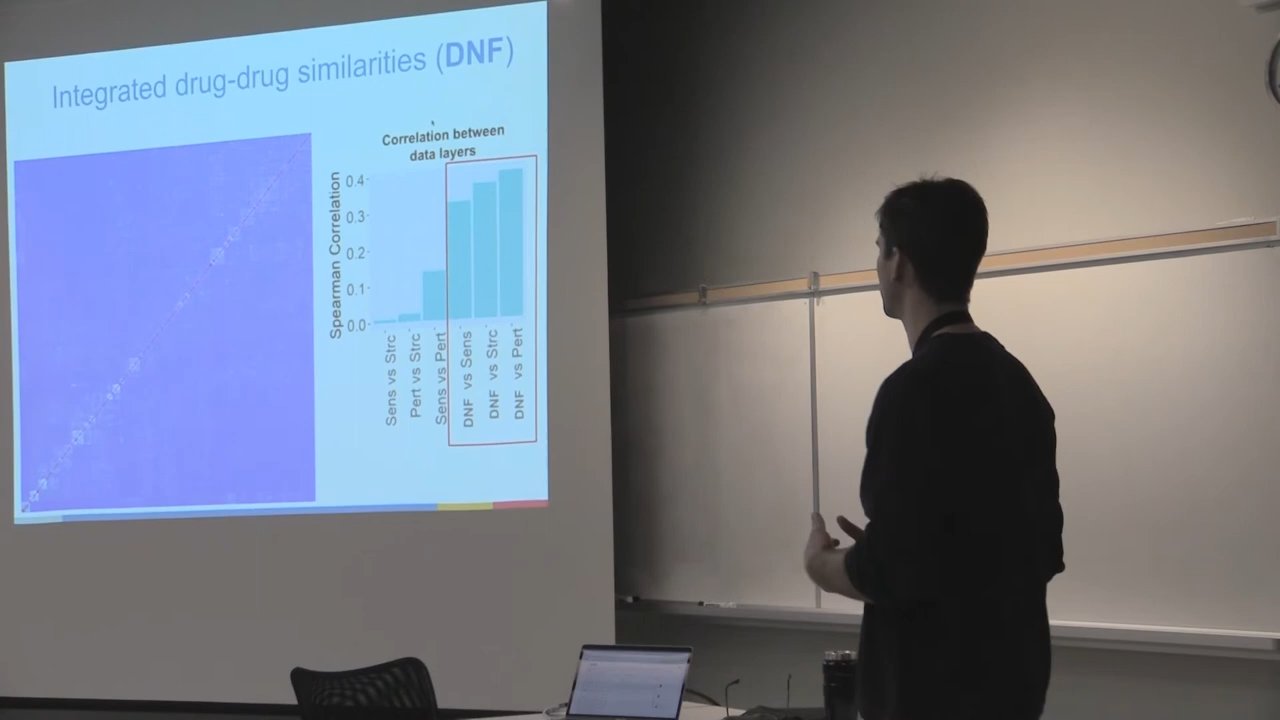 Integrated drug-drug similarities (DNF)
Correlation between
data layers
Spearman Correlation
0.4
0.3
0.2
0.1
0.0
Sens vs Strc
Pert vs Strc
Sens vs Pert
DNF vs Sens
DNF vs Strc
DNF vs Pert